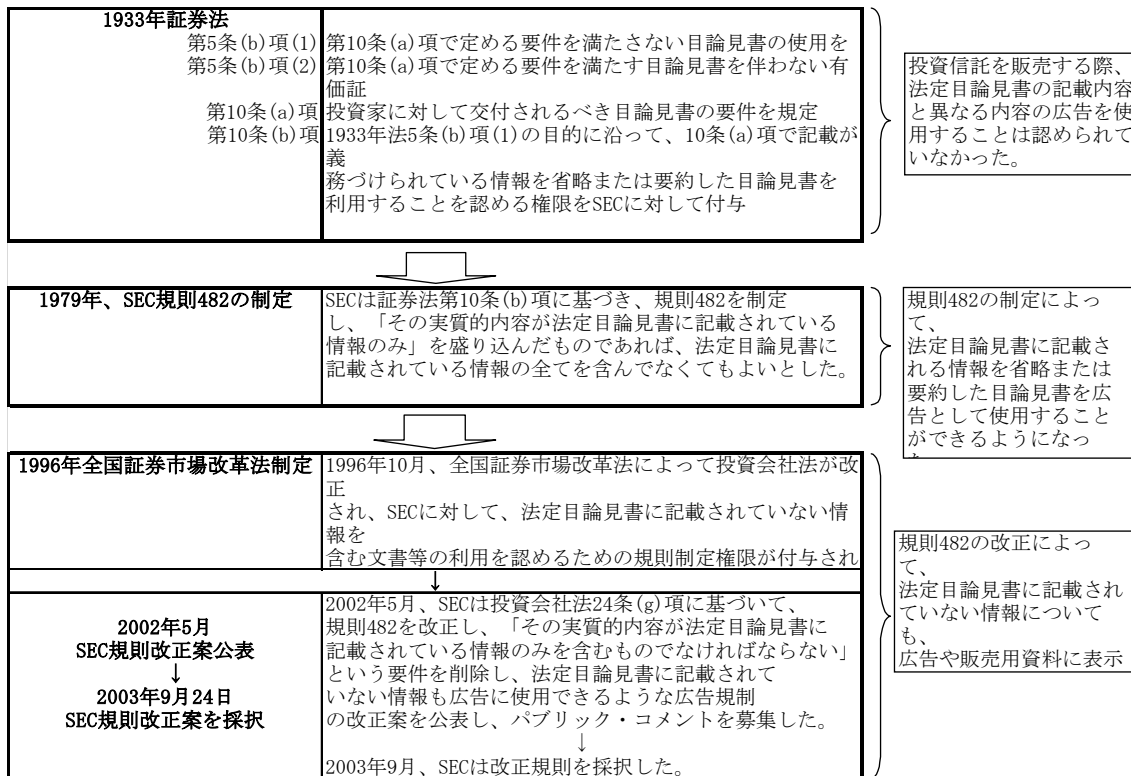 1933年証券法
第5条(b)項(1) 第10条(a)項で定める要件を満たさない目論見書の使用を
第5条(b)項(2) 第10条(a)項で定める要件を満たす目論見書を伴わない有
価証
第10条(a)項 投資家に対して交付されるべき目論見書の要件を規定
第10条(b)項 1933年法5条(b)項(1)の目的に沿って、10条(a)項で記載が
義
務づけられている情報を省略または要約した目論見書を
利用することを認める権限をSECに対して付与
投資信託を販売する際、
法定目論見書の記載内容
と異なる内容の広告を使
用することは認められて
いなかった。
1979年、SEC規則482の制定
SECは証券法第10条(b)項に基づき、規則482を制定
し、「その実質的内容が法定目論見書に記載されている
情報のみ」を盛り込んだものであれば、法定目論見書に
記載されている情報の全てを含んでなくてもよいとした。
規則482の制定によっ
て、
法定目論見書に記載さ
れる情報を省略または
要約した目論見書を広
告として使用すること
ができるようになっ
1996年全国証券市場改革法制定
1996年10月、全国証券市場改革法によって投資会社法が改
正
され、SECに対して、法定目論見書に記載されていない情
報を
含む文書等の利用を認めるための規則制定権限が付与され
↓
2002年5月
SEC規則改正案公表
↓
2003年9月24日
SEC規則改正案を採択
2002年5月、SECは投資会社法24条(g)項に基づいて、
規則482を改正し、「その実質的内容が法定目論見書に
記載されている情報のみを含むものでなければならない」
という要件を削除し、法定目論見書に記載されて
いない情報も広告に使用できるような広告規制
の改正案を公表し、パブリック・コメントを募集した。
↓
2003年9月、SECは改正規則を採択した。
規則482の改正によっ
て、
法定目論見書に記載され
ていない情報について
も、
広告や販売用資料に表示